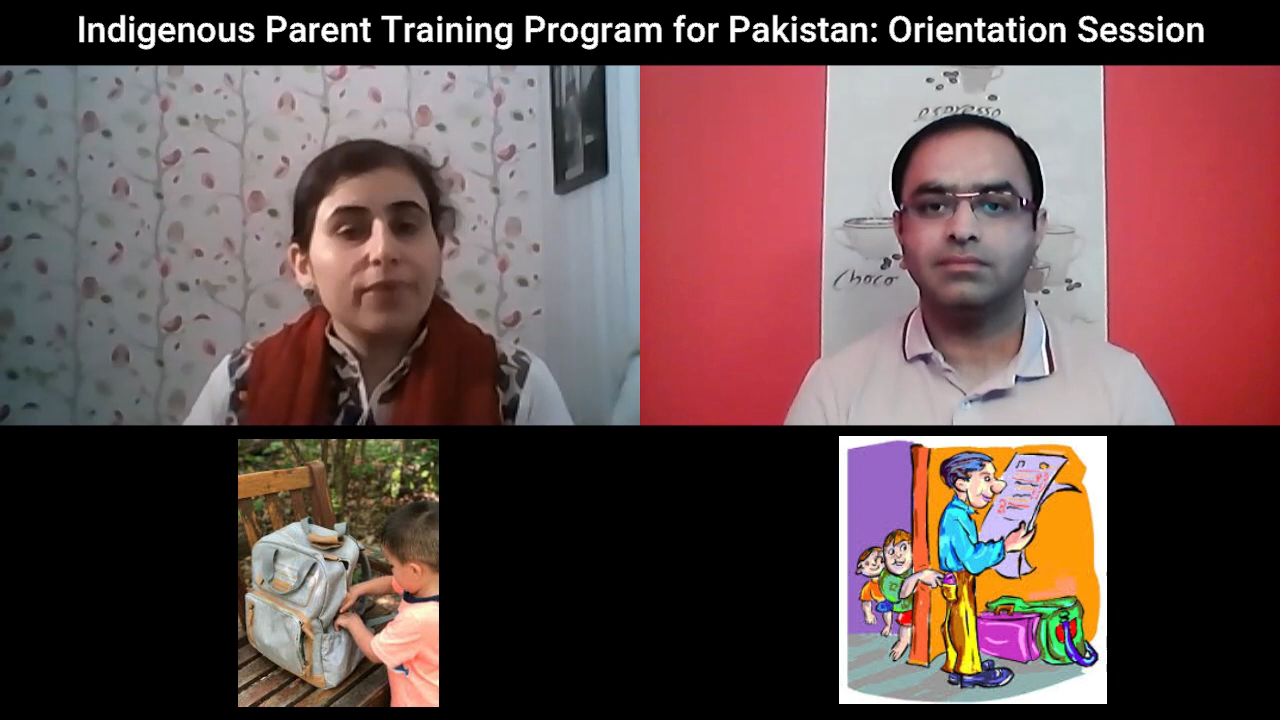 Indigenous Parent Training Program for Pakistan: Orientation Session
espresso
choco